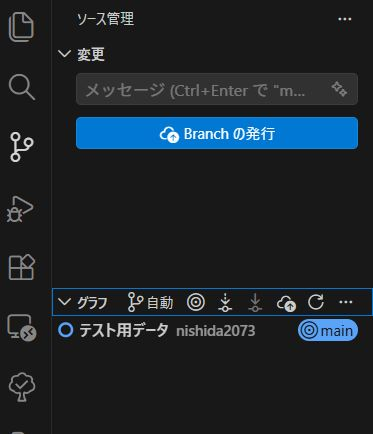 ソース管理
変更
メッセージ (Ctrl+Enter で "m...
Branch の発行
グラフ 自動
テスト用データ nishida2073 main